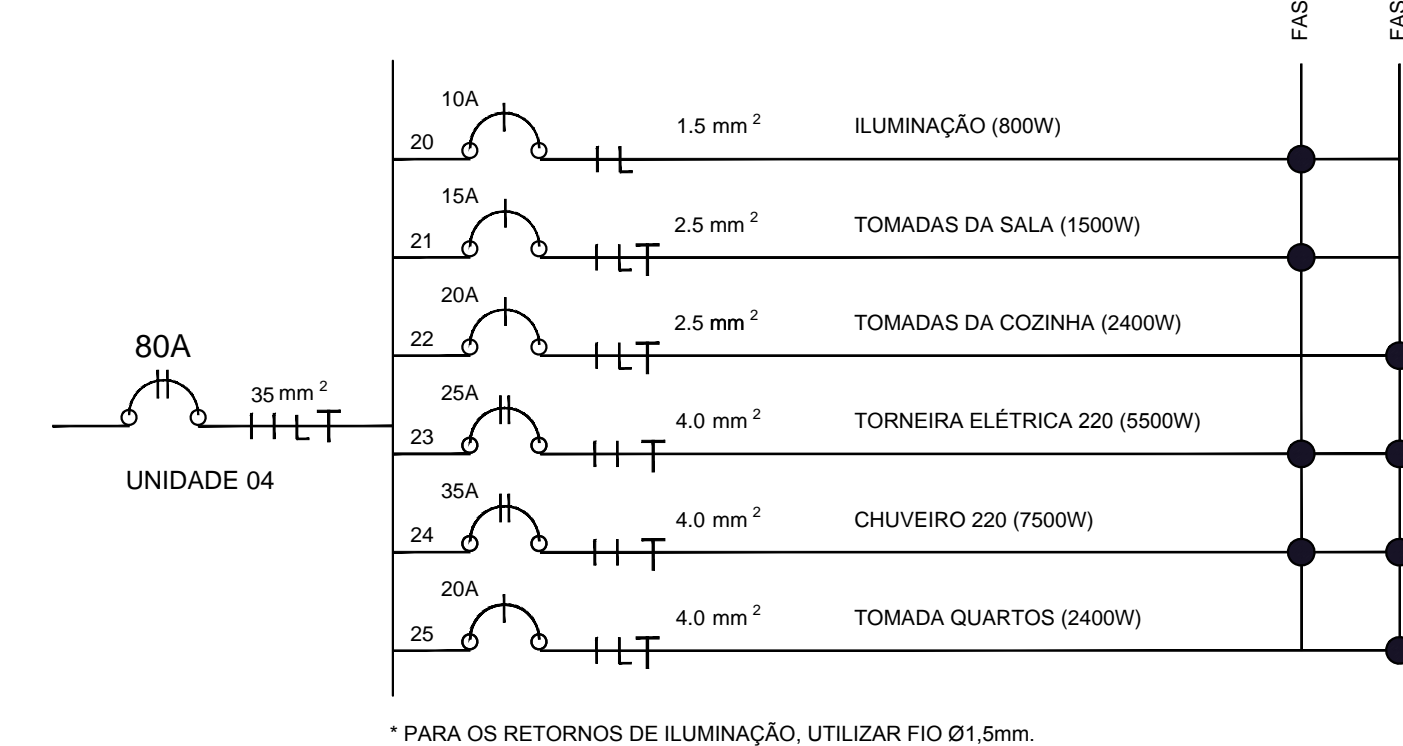 FAS
FAS
10A
20
1.5 mm 2
ILUMINAÇÃO (800W)
15A
21
2.5 mm 2
TOMADAS DA SALA (1500W)
20A
22
2.5 mm 2
TOMADAS DA COZINHA (2400W)
80A
35 mm 2
UNIDADE 04
25A
23
4.0 mm 2
TORNEIRA ELÉTRICA 220 (5500W)
35A
24
4.0 mm 2
CHUVEIRO 220 (7500W)
20A
25
4.0 mm 2
TOMADA QUARTOS (2400W)
* PARA OS RETORNOS DE ILUMINAÇÃO, UTILIZAR FIO Ø1,5mm.